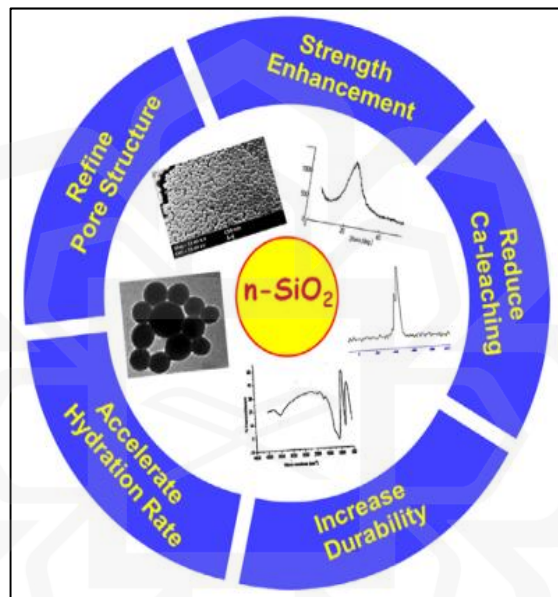 Strength
Enhancement
Reduce
Ca-leaching
Increase
Durability
Accelerate
Hydration Rate
Refine
Pore Structure
n-SiO₂